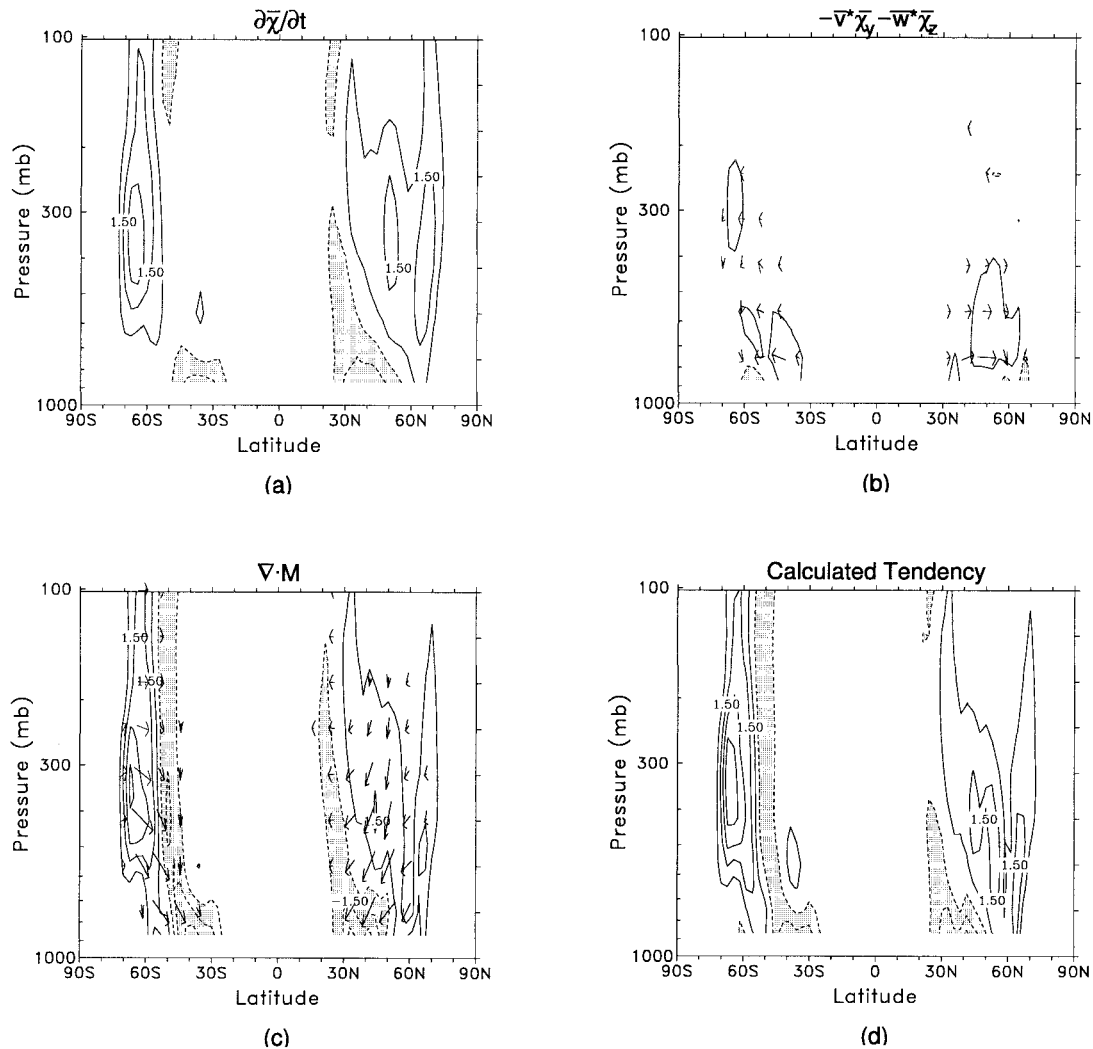 ∂χ̄/∂t
100
300
1000
Pressure (mb)
1.50
1.50
1.50
90S 60S 30S 0 30N 60N 90N
Latitude
(a)
−v̄*χ̄y −w̄*χ̄z
100
300
1000
Pressure (mb)
90S 60S 30S 0 30N 60N 90N
Latitude
(b)
∇·M
100
300
1000
Pressure (mb)
1.50
1.50
1.50
−1.50
90S 60S 30S 0 30N 60N 90N
Latitude
(c)
Calculated Tendency
100
300
1000
Pressure (mb)
1.50
1.50
1.50
1.50
1.50
90S 60S 30S 0 30N 60N 90N
Latitude
(d)